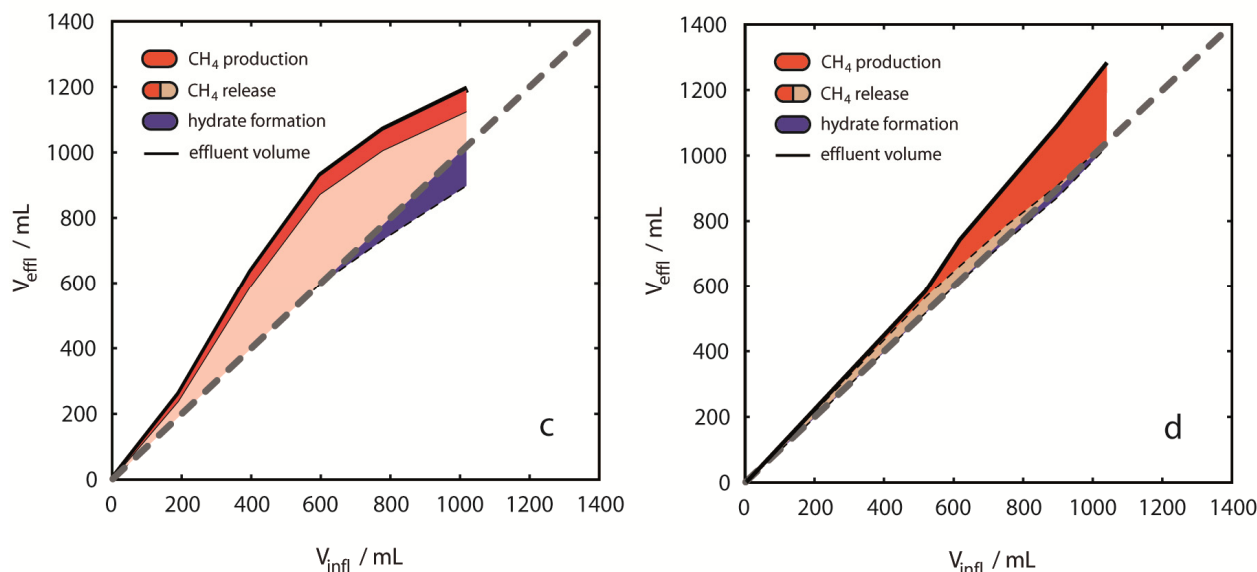 1400
1200
1000
800
600
400
200
0
V_effl / mL
CH₄ production
CH₄ release
hydrate formation
effluent volume
c
0 200 400 600 800 1000 1200 1400
V_infl / mL
1400
1200
1000
800
600
400
200
0
V_effl / mL
CH₄ production
CH₄ release
hydrate formation
effluent volume
d
0 200 400 600 800 1000 1200 1400
V_infl / mL